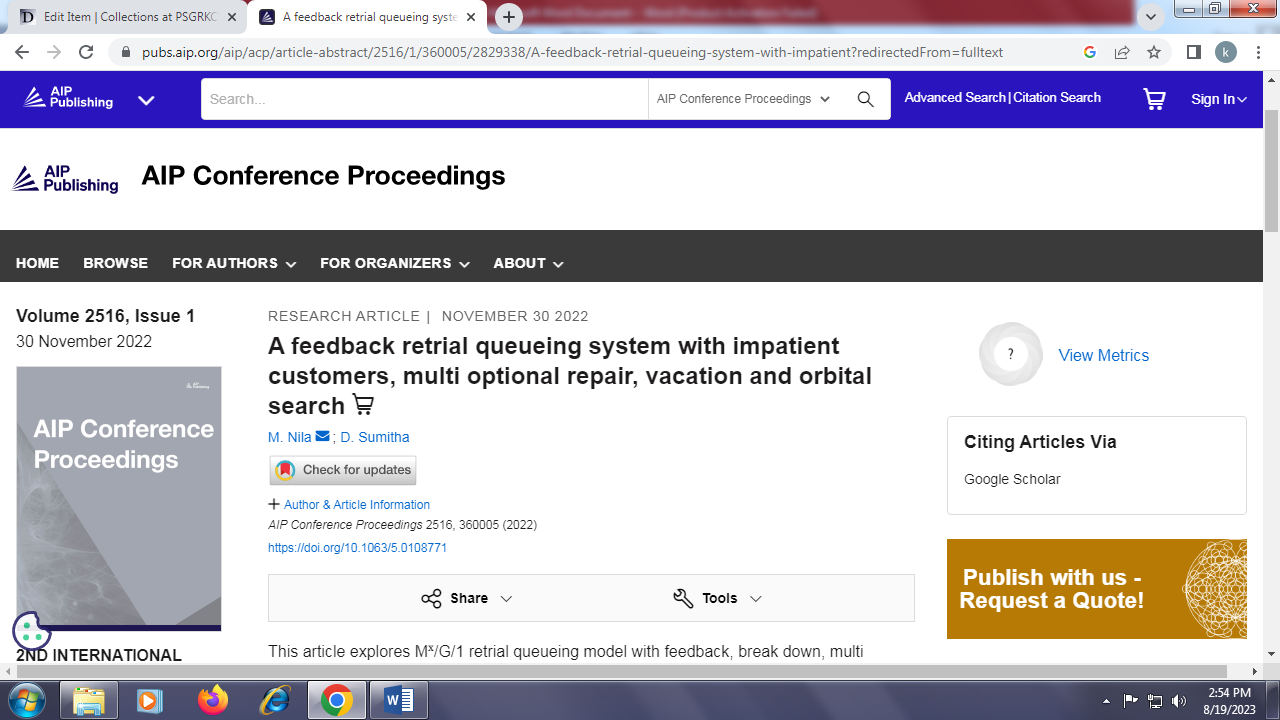 Edit Item | Collections at PSGRKC
A feedback retrial queueing syste
pubs.aip.org/aip/acp/article-abstract/2516/1/360005/2829338/A-feedback-retrial-queueing-system-with-impatient?redirectedFrom=fulltext
k
AIP
Publishing
Search...
AIP Conference Proceedings
Advanced Search | Citation Search
Sign In
AIP
Publishing
AIP Conference Proceedings
HOME
BROWSE
FOR AUTHORS
FOR ORGANIZERS
ABOUT
Volume 2516, Issue 1
30 November 2022
AIP Conference
Proceedings
2ND INTERNATIONAL
RESEARCH ARTICLE | NOVEMBER 30 2022
A feedback retrial queueing system with impatient
customers, multi optional repair, vacation and orbital
search
M. Nila ; D. Sumitha
Check for updates
+ Author & Article Information
AIP Conference Proceedings 2516, 360005 (2022)
https://doi.org/10.1063/5.0108771
Share
Tools
This article explores Mˣ/G/1 retrial queueing model with feedback, break down, multi
?
View Metrics
Citing Articles Via
Google Scholar
Publish with us -
Request a Quote!
2:54 PM
8/19/2023